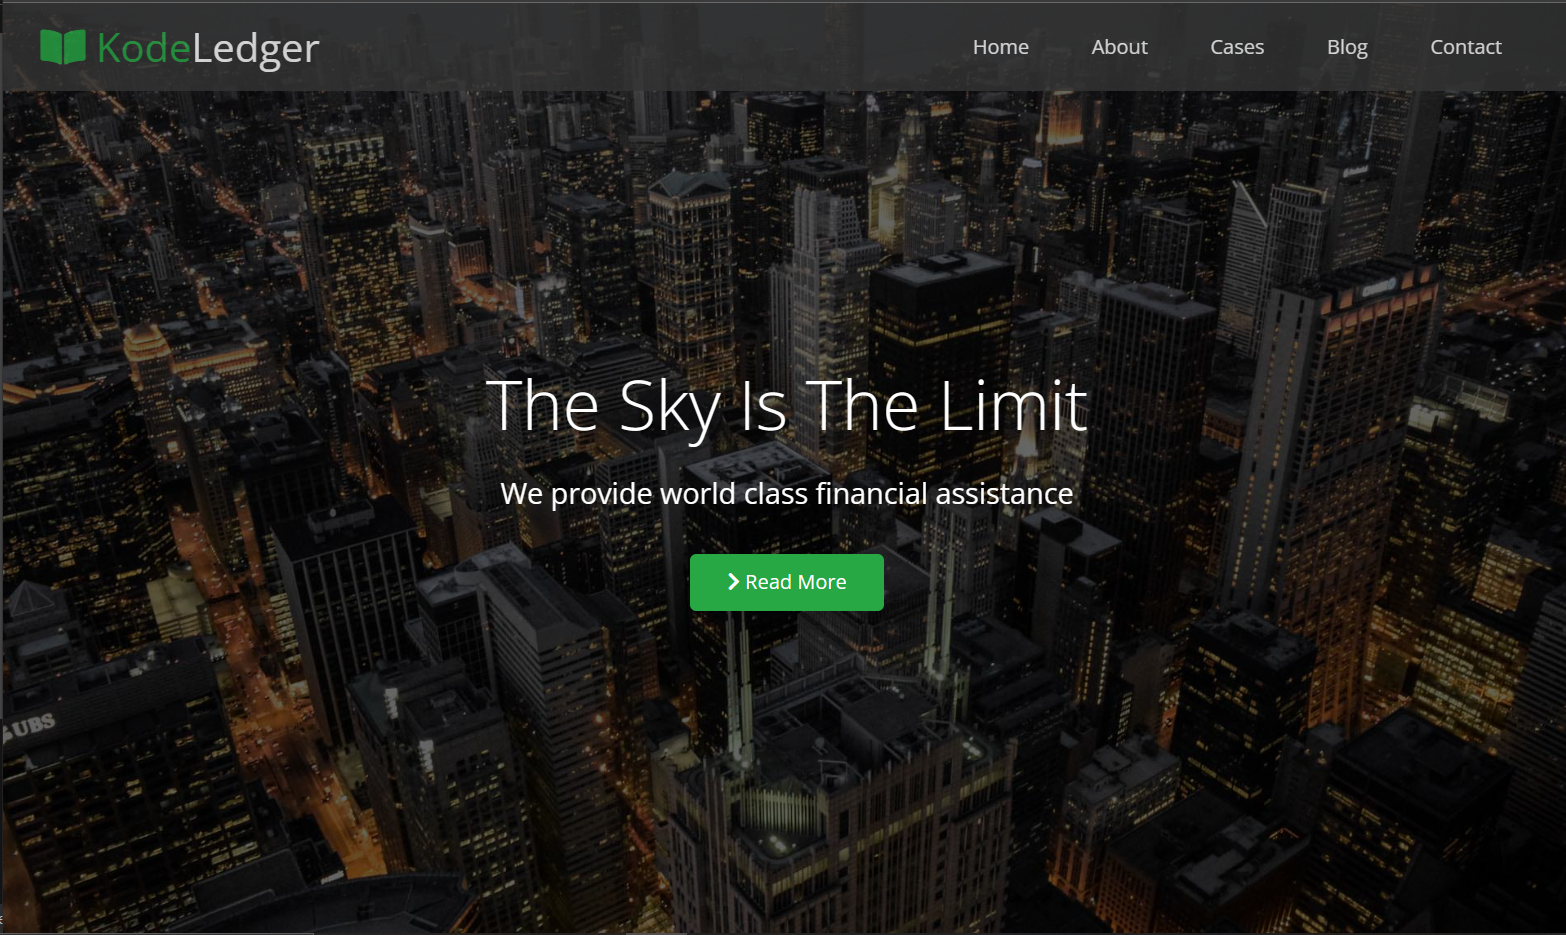 KodeLedger
Home
About
Cases
Blog
Contact
The Sky Is The Limit
We provide world class financial assistance
Read More
UBS